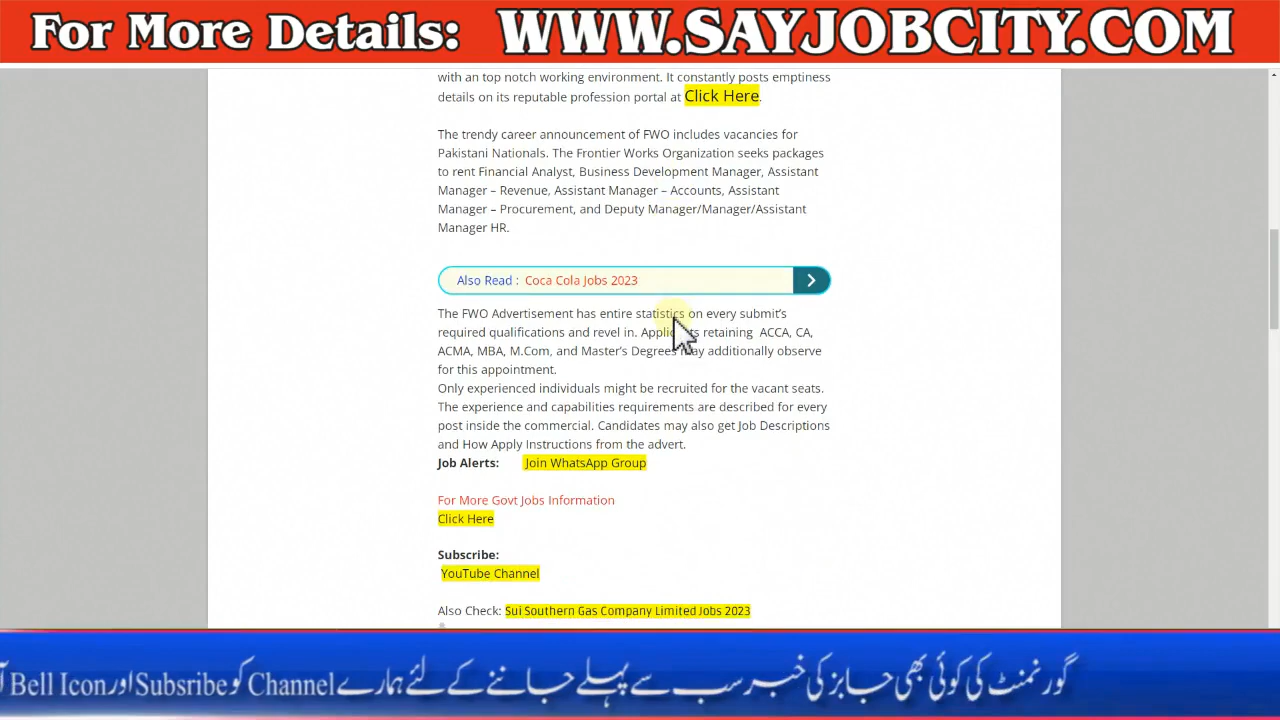 For More Details: WWW.SAYJOBCITY.COM
with an top notch working environment. It constantly posts emptiness
details on its reputable profession portal at Click Here.
The trendy career announcement of FWO includes vacancies for
Pakistani Nationals. The Frontier Works Organization seeks packages
to rent Financial Analyst, Business Development Manager, Assistant
Manager – Revenue, Assistant Manager – Accounts, Assistant
Manager – Procurement, and Deputy Manager/Manager/Assistant
Manager HR.
Also Read : Coca Cola Jobs 2023
The FWO Advertisement has entire statistics on every submit's
required qualifications and revel in. Applicants retaining ACCA, CA,
ACMA, MBA, M.Com, and Master's Degrees may additionally observe
for this appointment.
Only experienced individuals might be recruited for the vacant seats.
The experience and capabilities requirements are described for every
post inside the commercial. Candidates may also get Job Descriptions
and How Apply Instructions from the advert.
Job Alerts: Join WhatsApp Group
For More Govt Jobs Information
Click Here
Subscribe:
YouTube Channel
Also Check: Sui Southern Gas Company Limited Jobs 2023
گورنمنٹ کی کوئی بھی جابز کی خبر سب سے پہلے جاننے کے لئے ہمارے Channel کو Subsribe اور Bell Icon